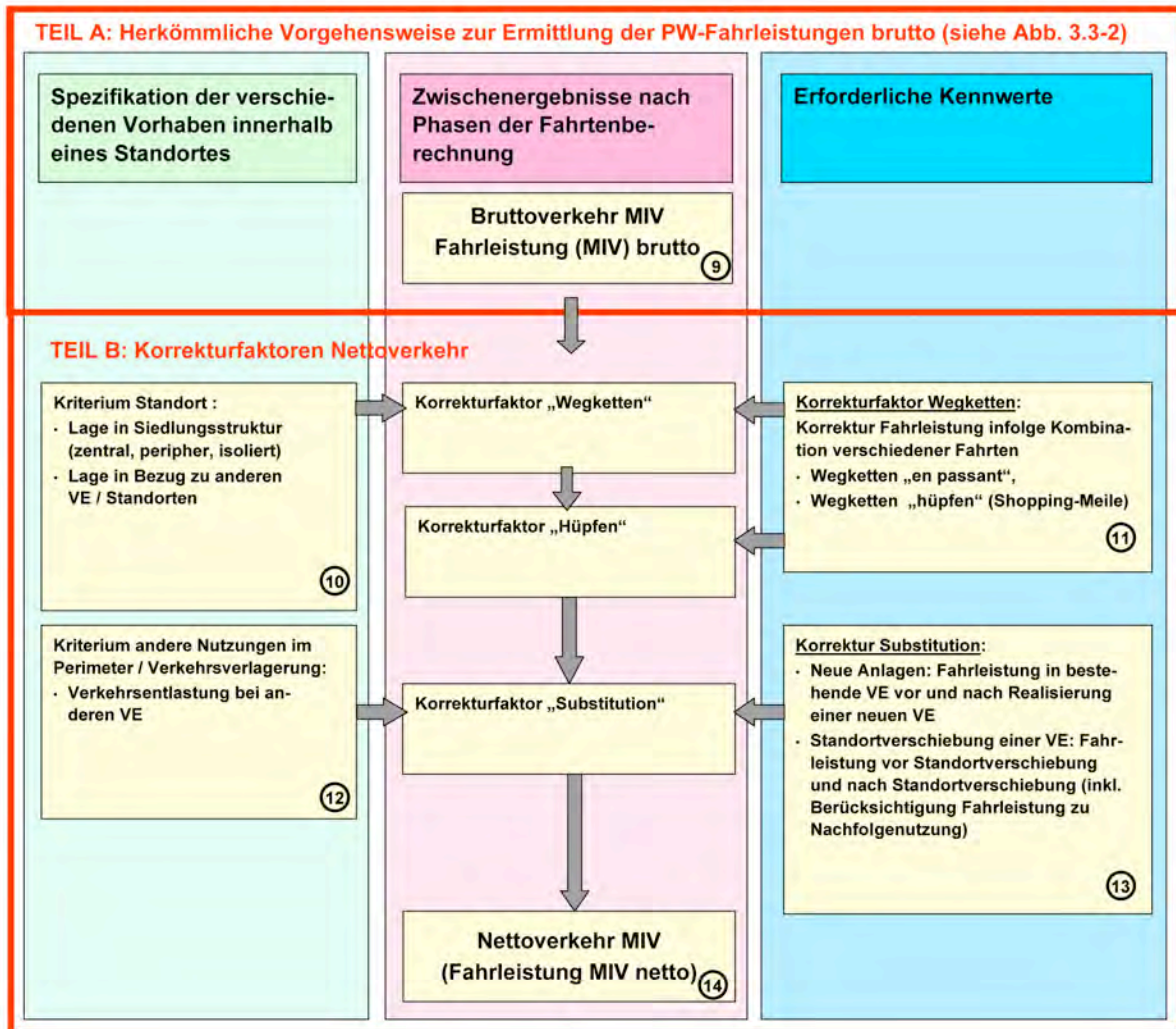 TEIL A: Herkömmliche Vorgehensweise zur Ermittlung der PW-Fahrleistungen brutto (siehe Abb. 3.3-2)
Spezifikation der verschie-
denen Vorhaben innerhalb
eines Standortes
Zwischenergebnisse nach
Phasen der Fahrtenbe-
rechnung
Erforderliche Kennwerte
Bruttoverkehr MIV
Fahrleistung (MIV) brutto
9
TEIL B: Korrekturfaktoren Nettoverkehr
Kriterium Standort :
· Lage in Siedlungsstruktur
(zentral, peripher, isoliert)
· Lage in Bezug zu anderen
VE / Standorten
10
Korrekturfaktor „Wegketten“
Korrekturfaktor „Hüpfen“
Korrekturfaktor Wegketten:
Korrektur Fahrleistung infolge Kombina-
tion verschiedener Fahrten
· Wegketten „en passant“,
· Wegketten „hüpfen“ (Shopping-Meile)
11
Kriterium andere Nutzungen im
Perimeter / Verkehrsverlagerung:
· Verkehrsentlastung bei an-
deren VE
12
Korrekturfaktor „Substitution“
Korrektur Substitution:
· Neue Anlagen: Fahrleistung in beste-
hende VE vor und nach Realisierung
einer neuen VE
· Standortverschiebung einer VE: Fahr-
leistung vor Standortverschiebung
und nach Standortverschiebung (inkl.
Berücksichtigung Fahrleistung zu
Nachfolgenutzung)
13
Nettoverkehr MIV
(Fahrleistung MIV netto)
14